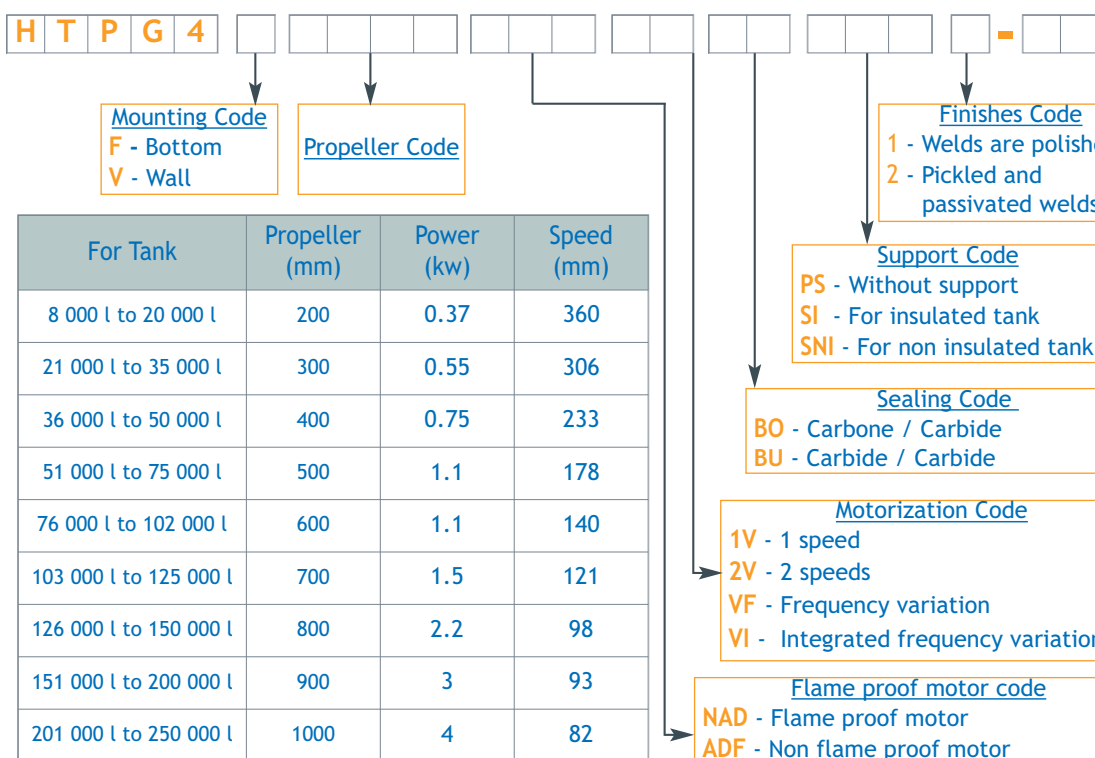 HTPG4 -
Mounting Code
F - Bottom
V - Wall
Propeller Code
Finishes Code
1 - Welds are polishe
2 - Pickled and
passivated welds
Support Code
PS - Without support
SI - For insulated tank
SNI - For non insulated tank
Sealing Code
BO - Carbone / Carbide
BU - Carbide / Carbide
Motorization Code
1V - 1 speed
2V - 2 speeds
VF - Frequency variation
VI - Integrated frequency variation
Flame proof motor code
NAD - Flame proof motor
ADF - Non flame proof motor
For Tank Propeller (mm) Power (kw) Speed (mm)
8 000 l to 20 000 l 200 0.37 360
21 000 l to 35 000 l 300 0.55 306
36 000 l to 50 000 l 400 0.75 233
51 000 l to 75 000 l 500 1.1 178
76 000 l to 102 000 l 600 1.1 140
103 000 l to 125 000 l 700 1.5 121
126 000 l to 150 000 l 800 2.2 98
151 000 l to 200 000 l 900 3 93
201 000 l to 250 000 l 1000 4 82